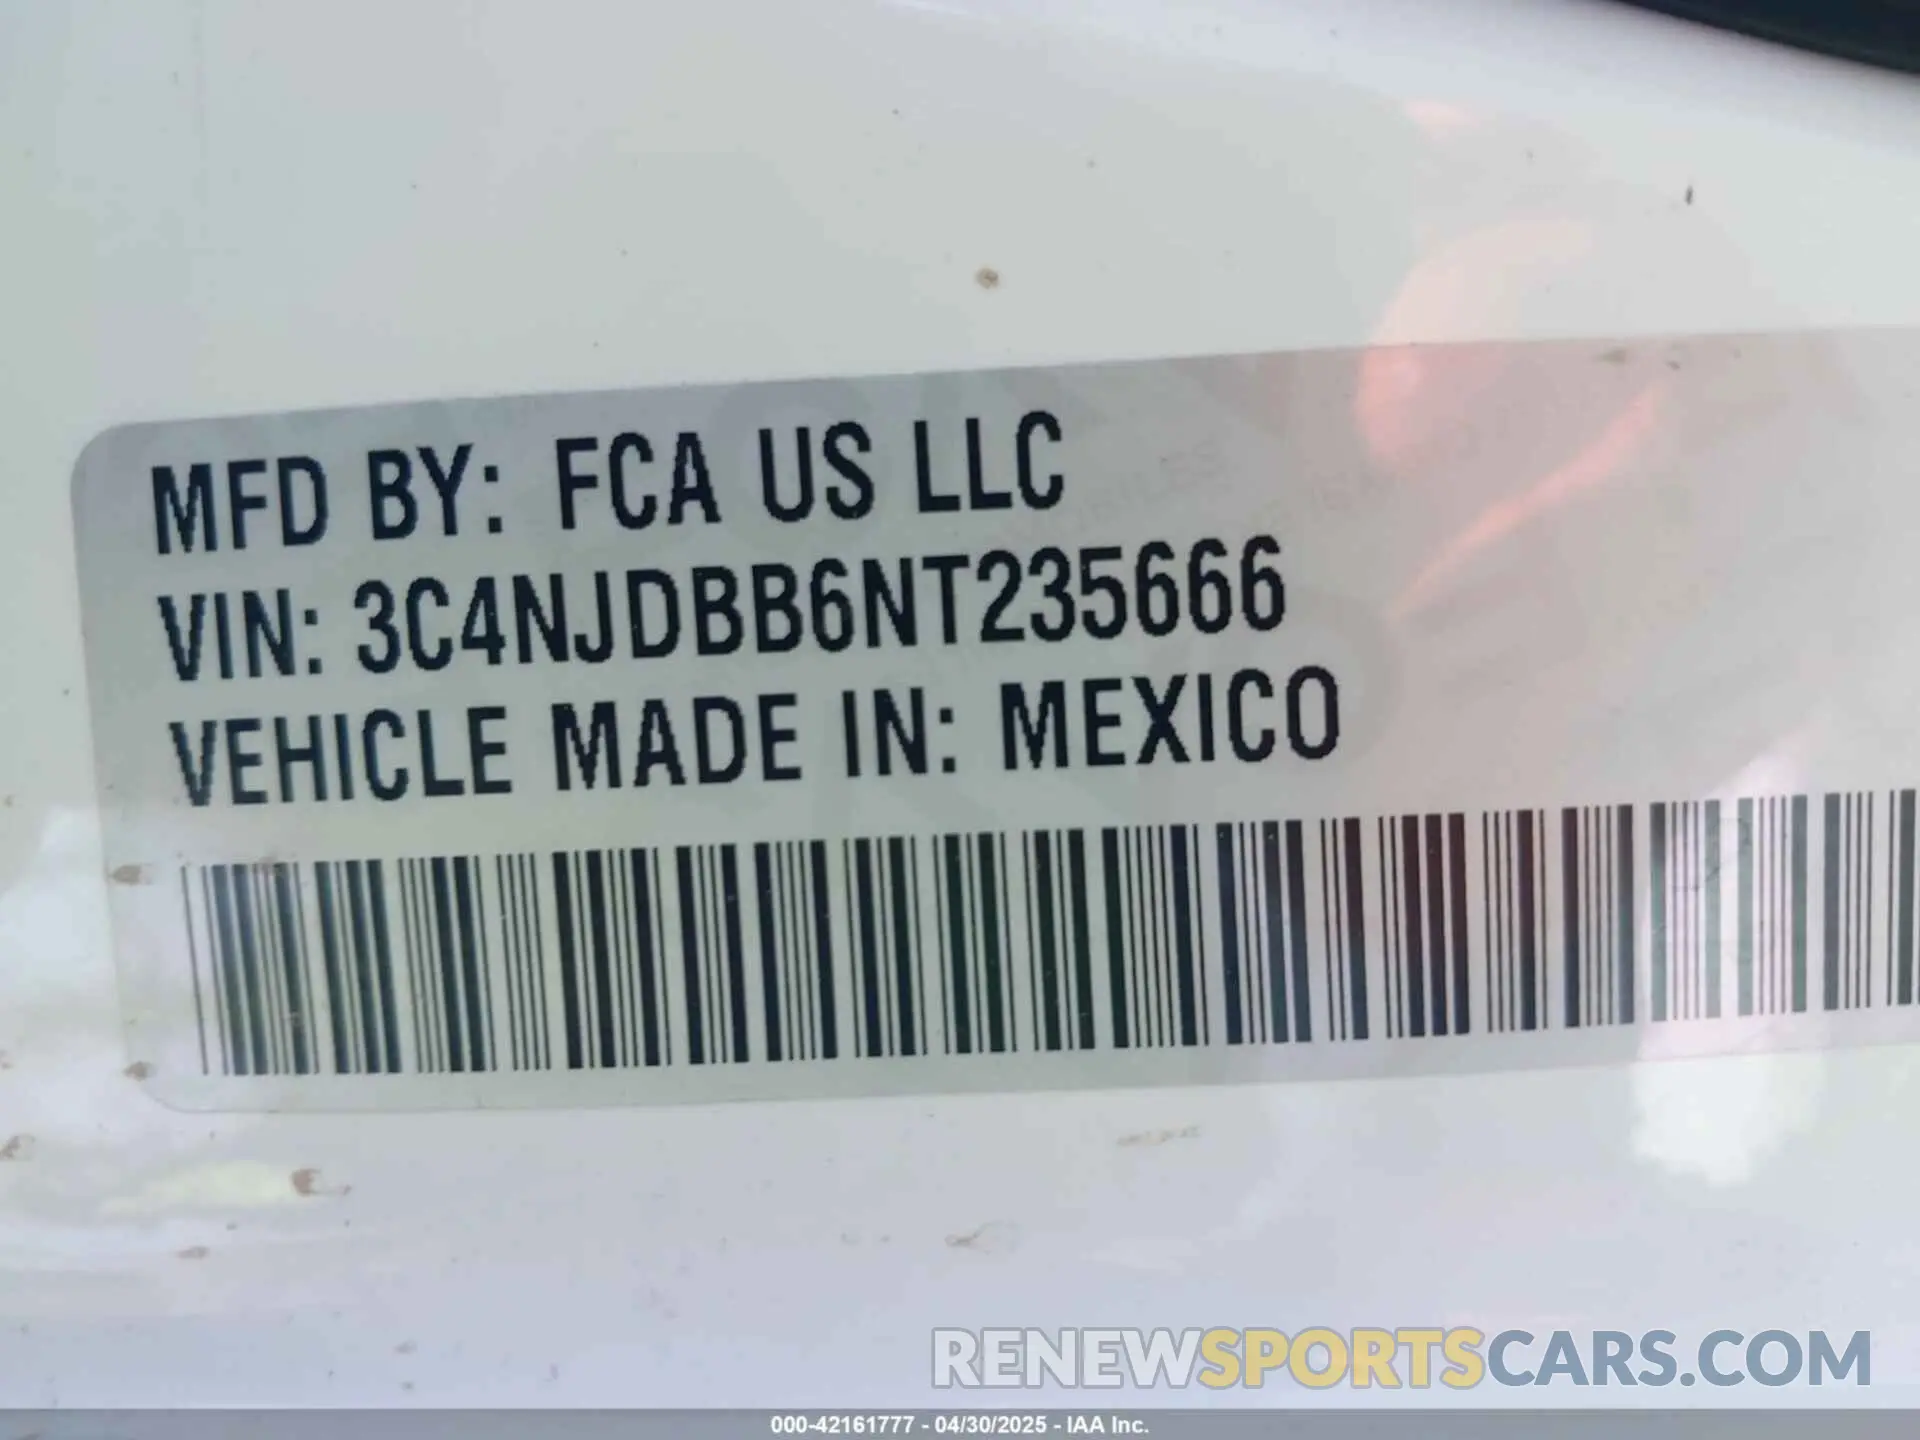 MFD BY: FCA US LLC
VIN: 3C4NJDBB6NT235666
VEHICLE MADE IN: MEXICO
RENEWSPORTSCARS.COM
000-42161777 - 04/30/2025 - IAA Inc.